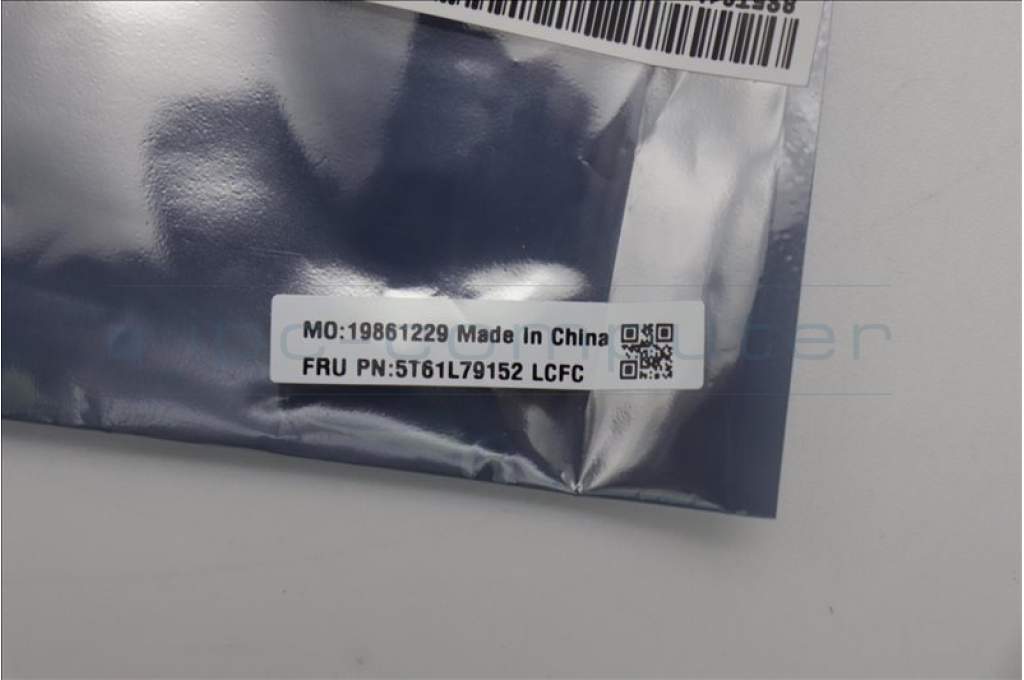 MO:19861229 Made In China
FRU PN:5T61L79152 LCFC